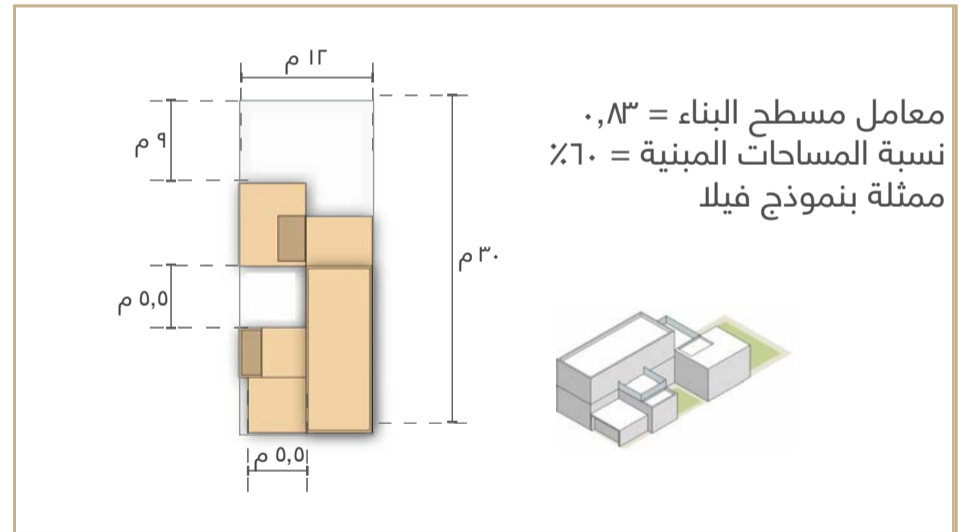 معامل مسطح البناء = ٠,٨٣
نسبة المساحات المبنية = ٦٠٪
ممثلة بنموذج فيلا
١٢ م
٩ م
٣٠ م
٥,٥ م
٥,٥ م